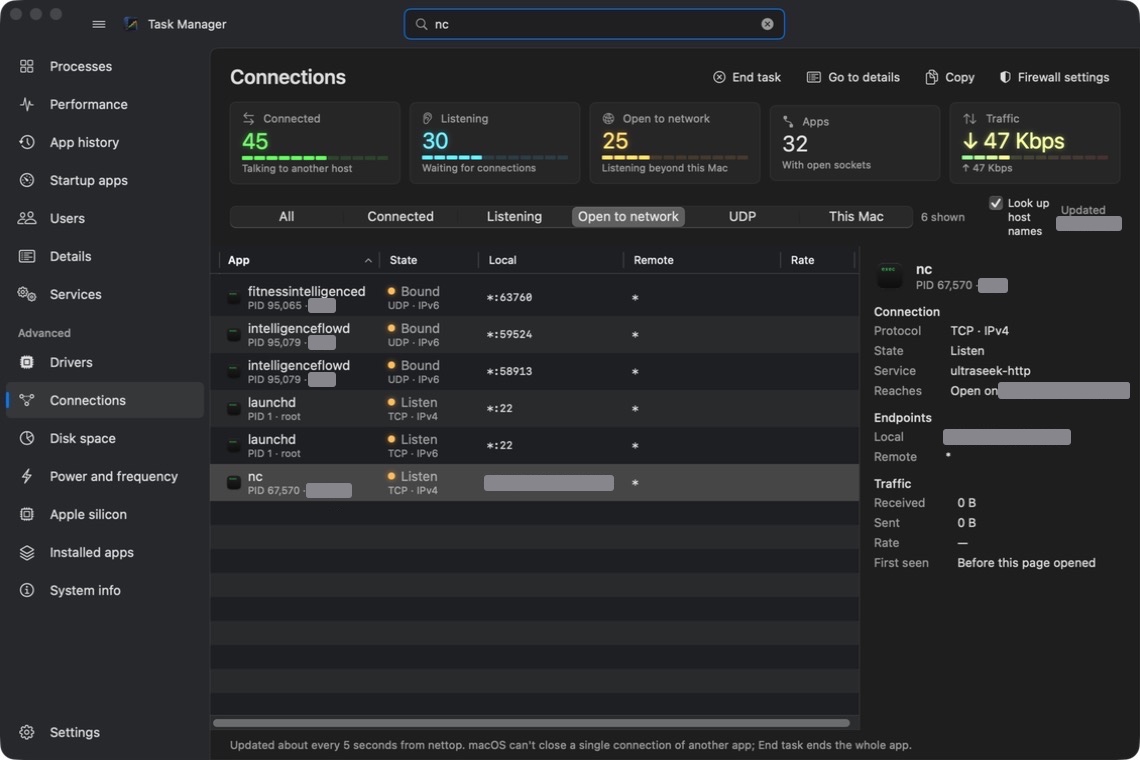 Task Manager
nc
Processes
Performance
App history
Startup apps
Users
Details
Services
Advanced
Drivers
Connections
Disk space
Power and frequency
Apple silicon
Installed apps
System info
Settings
Connections
End task
Go to details
Copy
Firewall settings
Connected
45
Talking to another host
Listening
30
Waiting for connections
Open to network
25
Listening beyond this Mac
Apps
32
With open sockets
Traffic
↓ 47 Kbps
↑ 47 Kbps
All
Connected
Listening
Open to network
UDP
This Mac
6 shown
Look up
host
names
Updated
App State Local Remote Rate
fitnessintelligenced Bound *:63760 *
PID 95,065 · UDP · IPv6
intelligenceflowd Bound *:59524 *
PID 95,079 · UDP · IPv6
intelligenceflowd Bound *:58913 *
PID 95,079 · UDP · IPv6
launchd Listen *:22 *
PID 1 · root TCP · IPv4
launchd Listen *:22 *
PID 1 · root TCP · IPv6
nc Listen *
PID 67,570 · TCP · IPv4
nc
PID 67,570 ·
Connection
Protocol TCP · IPv4
State Listen
Service ultraseek-http
Reaches Open on
Endpoints
Local
Remote *
Traffic
Received 0 B
Sent 0 B
Rate —
First seen Before this page opened
Updated about every 5 seconds from nettop. macOS can't close a single connection of another app; End task ends the whole app.